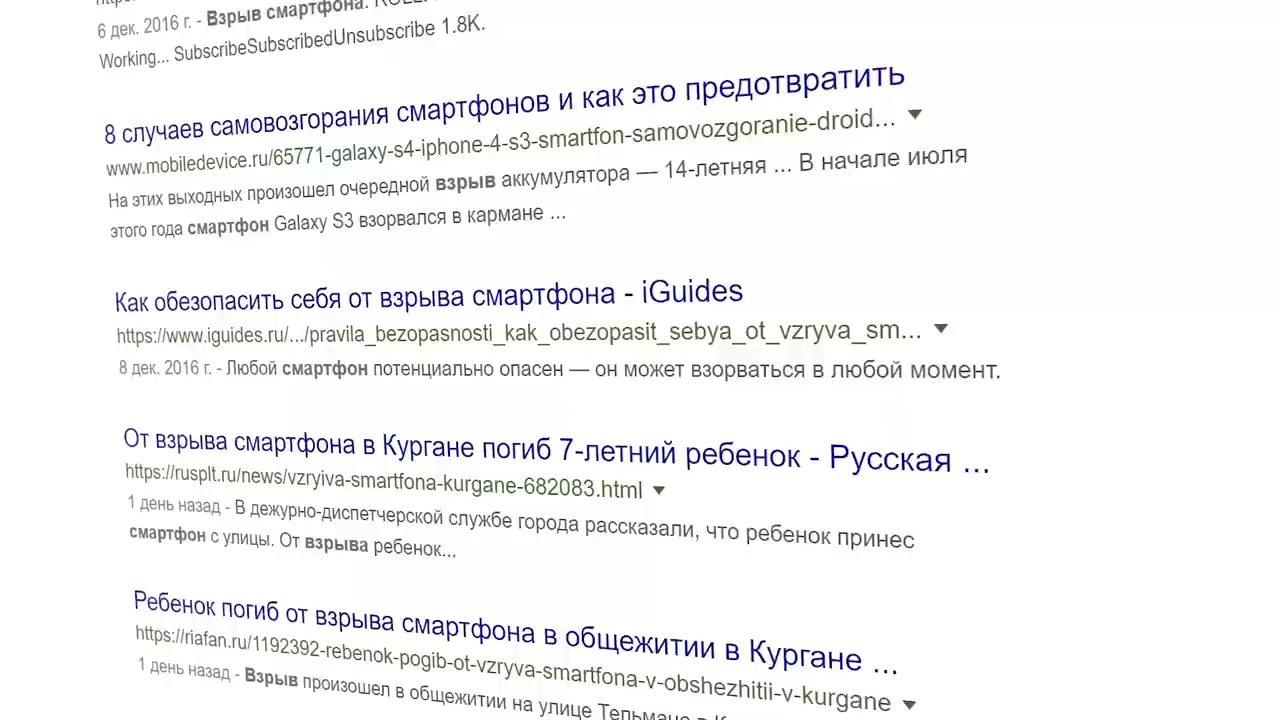 6 дек. 2016 г. - Взрыв смартфона.
Working... SubscribeSubscribedUnsubscribe 1.8K.
8 случаев самовозгорания смартфонов и как это предотвратить
www.mobiledevice.ru/65771-galaxy-s4-iphone-4-s3-smartfon-samovozgoranie-droid...
На этих выходных произошел очередной взрыв аккумулятора — 14-летняя ... В начале июля
этого года смартфон Galaxy S3 взорвался в кармане ...
Как обезопасить себя от взрыва смартфона - iGuides
https://www.iguides.ru/.../pravila_bezopasnosti_kak_obezopasit_sebya_ot_vzryva_sm...
8 дек. 2016 г. - Любой смартфон потенциально опасен — он может взорваться в любой момент.
От взрыва смартфона в Кургане погиб 7-летний ребенок - Русская ...
https://rusplt.ru/news/vzryiva-smartfona-kurgane-682083.html
1 день назад - В дежурно-диспетчерской службе города рассказали, что ребенок принес
смартфон с улицы. От взрыва ребенок...
Ребенок погиб от взрыва смартфона в общежитии в Кургане ...
https://riafan.ru/1192392-rebenok-pogib-ot-vzryva-smartfona-v-obshezhitii-v-kurgane
1 день назад - Взрыв произошел в общежитии на улице Тельмана в